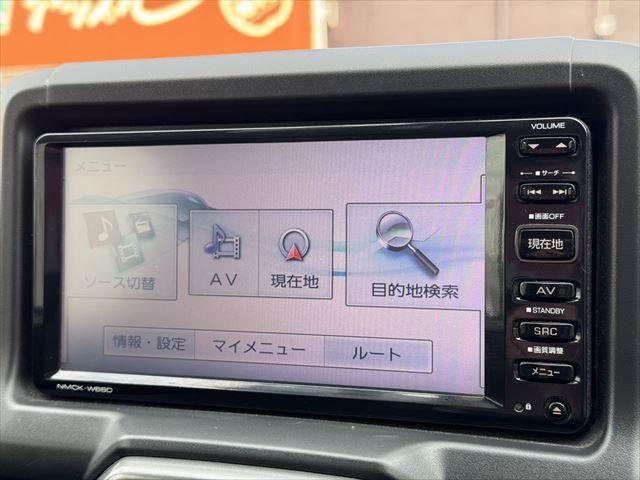 VOLUME
メニュー
■サーチ
■画面OFF
現在地
ソース切替
AV
現在地
目的地検索
AV
■STANDBY
SRC
■画質調整
情報・設定
マイメニュー
ルート
メニュー
NMCK-W66D